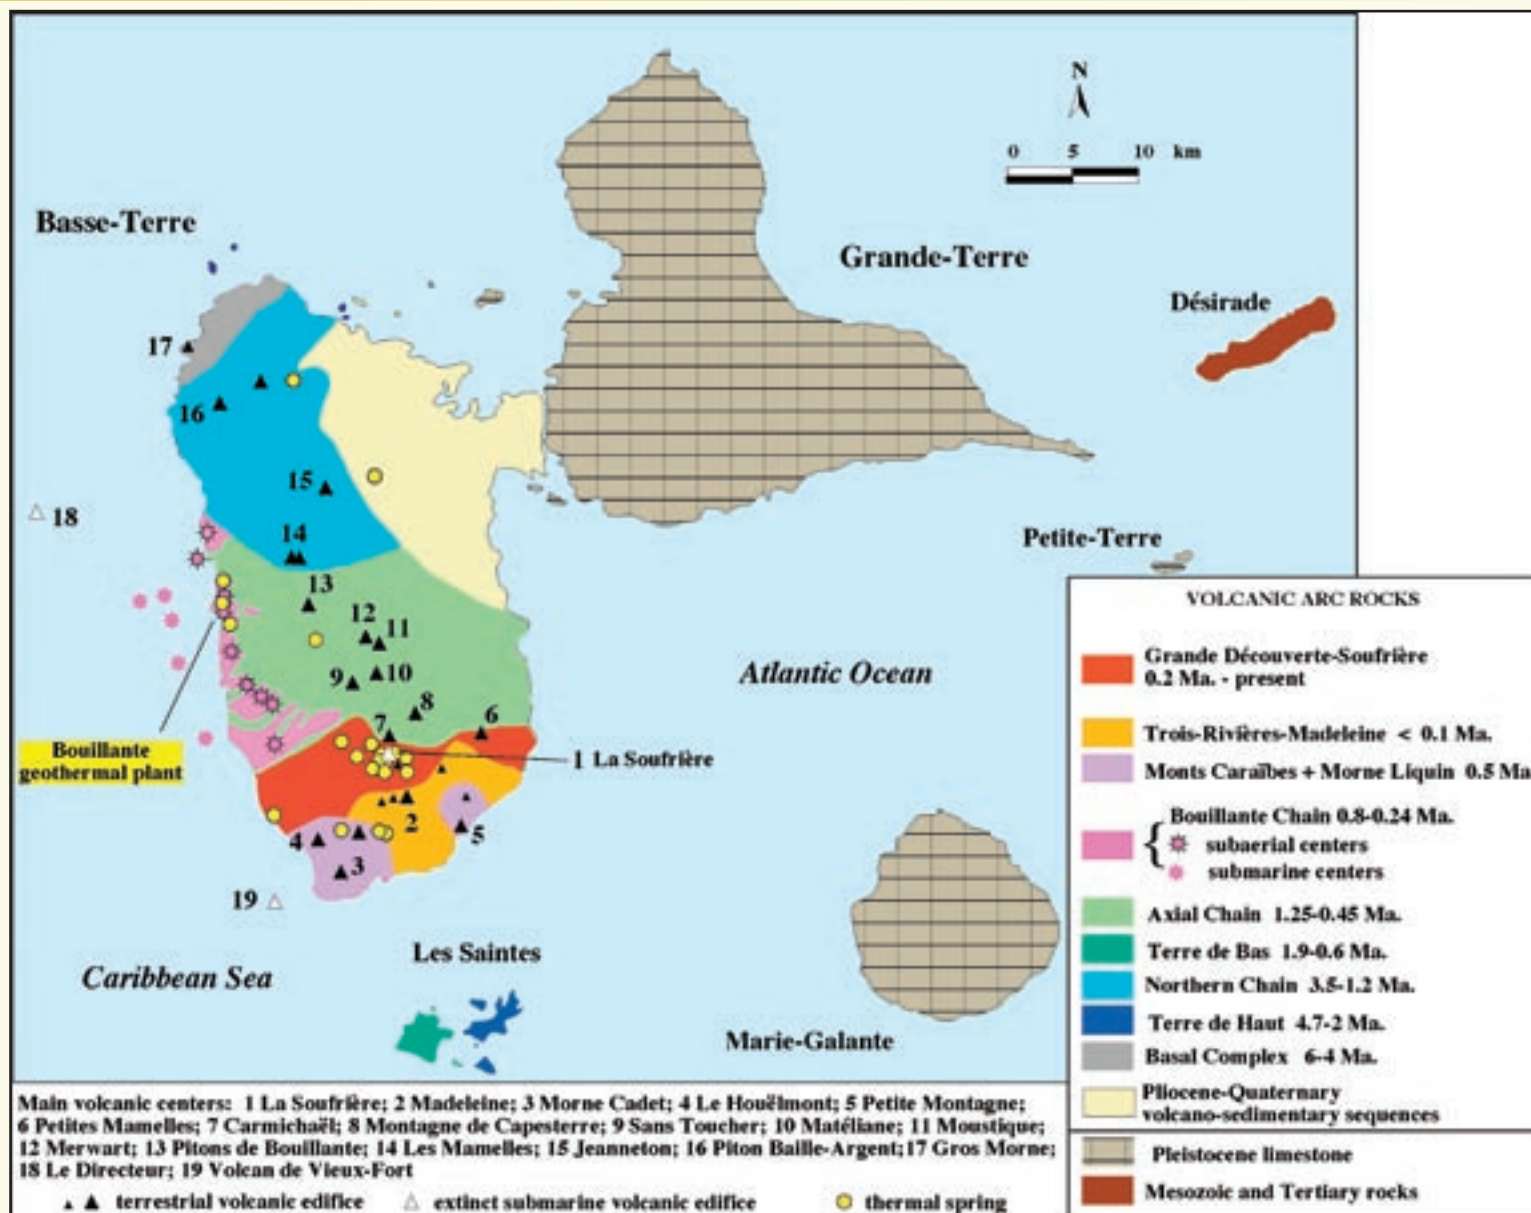 N
0 5 10 km
Basse-Terre
Grande-Terre
Désirade
17
16
15
18
14
13
12
11
10
9
8
7
6
Petite-Terre
Atlantic Ocean
Bouillante
geothermal plant
1 La Soufrière
2
5
4
3
19
Les Saintes
Caribbean Sea
Marie-Galante
VOLCANIC ARC ROCKS
Grande Découverte-Soufrière
0.2 Ma. - present
Trois-Rivières-Madeleine < 0.1 Ma.
Monts Caraïbes + Morne Liquin 0.5 Ma
Bouillante Chain 0.8-0.24 Ma.
subaerial centers
submarine centers
Axial Chain 1.25-0.45 Ma.
Terre de Bas 1.9-0.6 Ma.
Northern Chain 3.5-1.2 Ma.
Terre de Haut 4.7-2 Ma.
Basal Complex 6-4 Ma.
Pliocene-Quaternary
volcano-sedimentary sequences
Pleistocene limestone
Mesozoic and Tertiary rocks
Main volcanic centers: 1 La Soufrière; 2 Madeleine; 3 Morne Cadet; 4 Le Houëlmont; 5 Petite Montagne;
6 Petites Mamelles; 7 Carmichaël; 8 Montagne de Capesterre; 9 Sans Toucher; 10 Matéliane; 11 Moustique;
12 Merwart; 13 Pitons de Bouillante; 14 Les Mamelles; 15 Jeanneton; 16 Piton Baille-Argent;17 Gros Morne;
18 Le Directeur; 19 Volcan de Vieux-Fort
terrestrial volcanic edifice extinct submarine volcanic edifice thermal spring